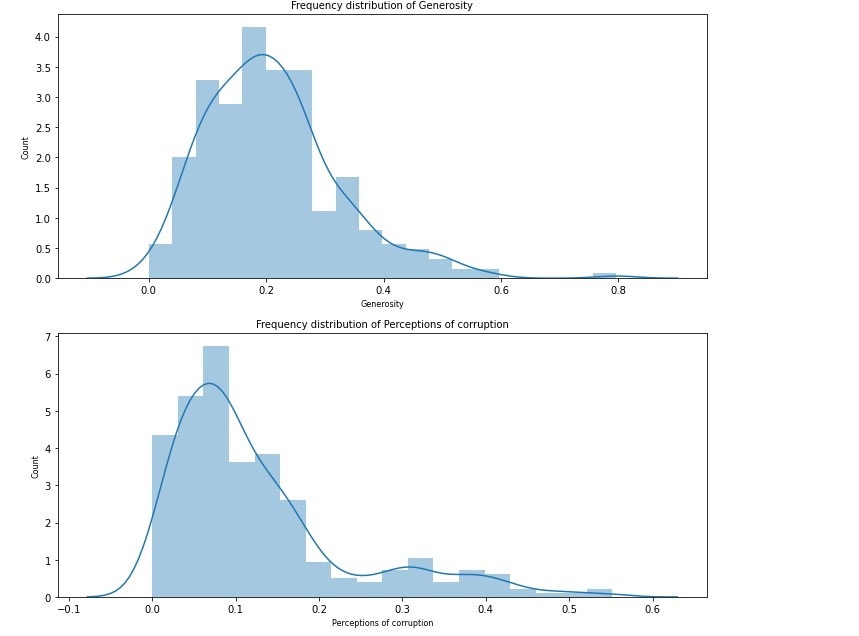 Frequency distribution of Generosity
4.0
3.5
3.0
2.5
2.0
1.5
1.0
0.5
0.0
Count
0.0 0.2 0.4 0.6 0.8
Generosity
Frequency distribution of Perceptions of corruption
7
6
5
4
3
2
1
0
Count
−0.1 0.0 0.1 0.2 0.3 0.4 0.5 0.6
Perceptions of corruption